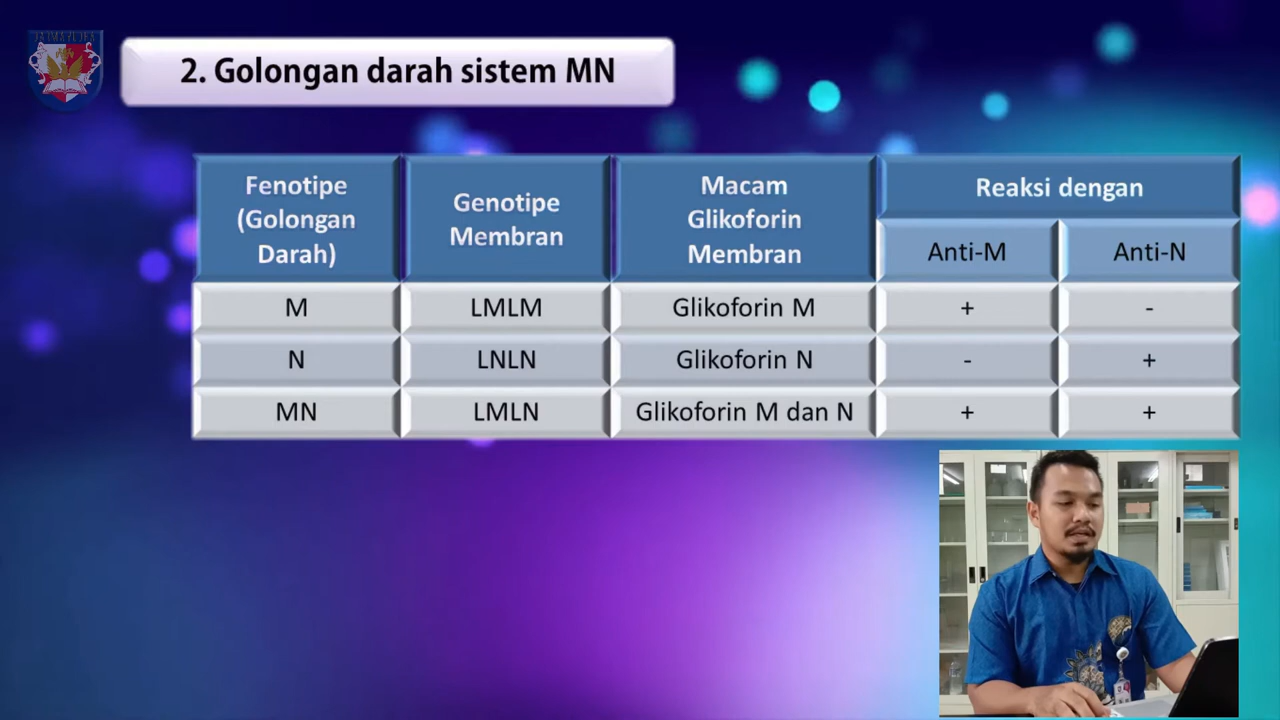 2. Golongan darah sistem MN
Fenotipe
(Golongan
Darah)
Genotipe
Membran
Macam
Glikoforin
Membran
Reaksi dengan
Anti-M
Anti-N
M
LMLM
Glikoforin M
+
-
N
LNLN
Glikoforin N
-
+
MN
LMLN
Glikoforin M dan N
+
+